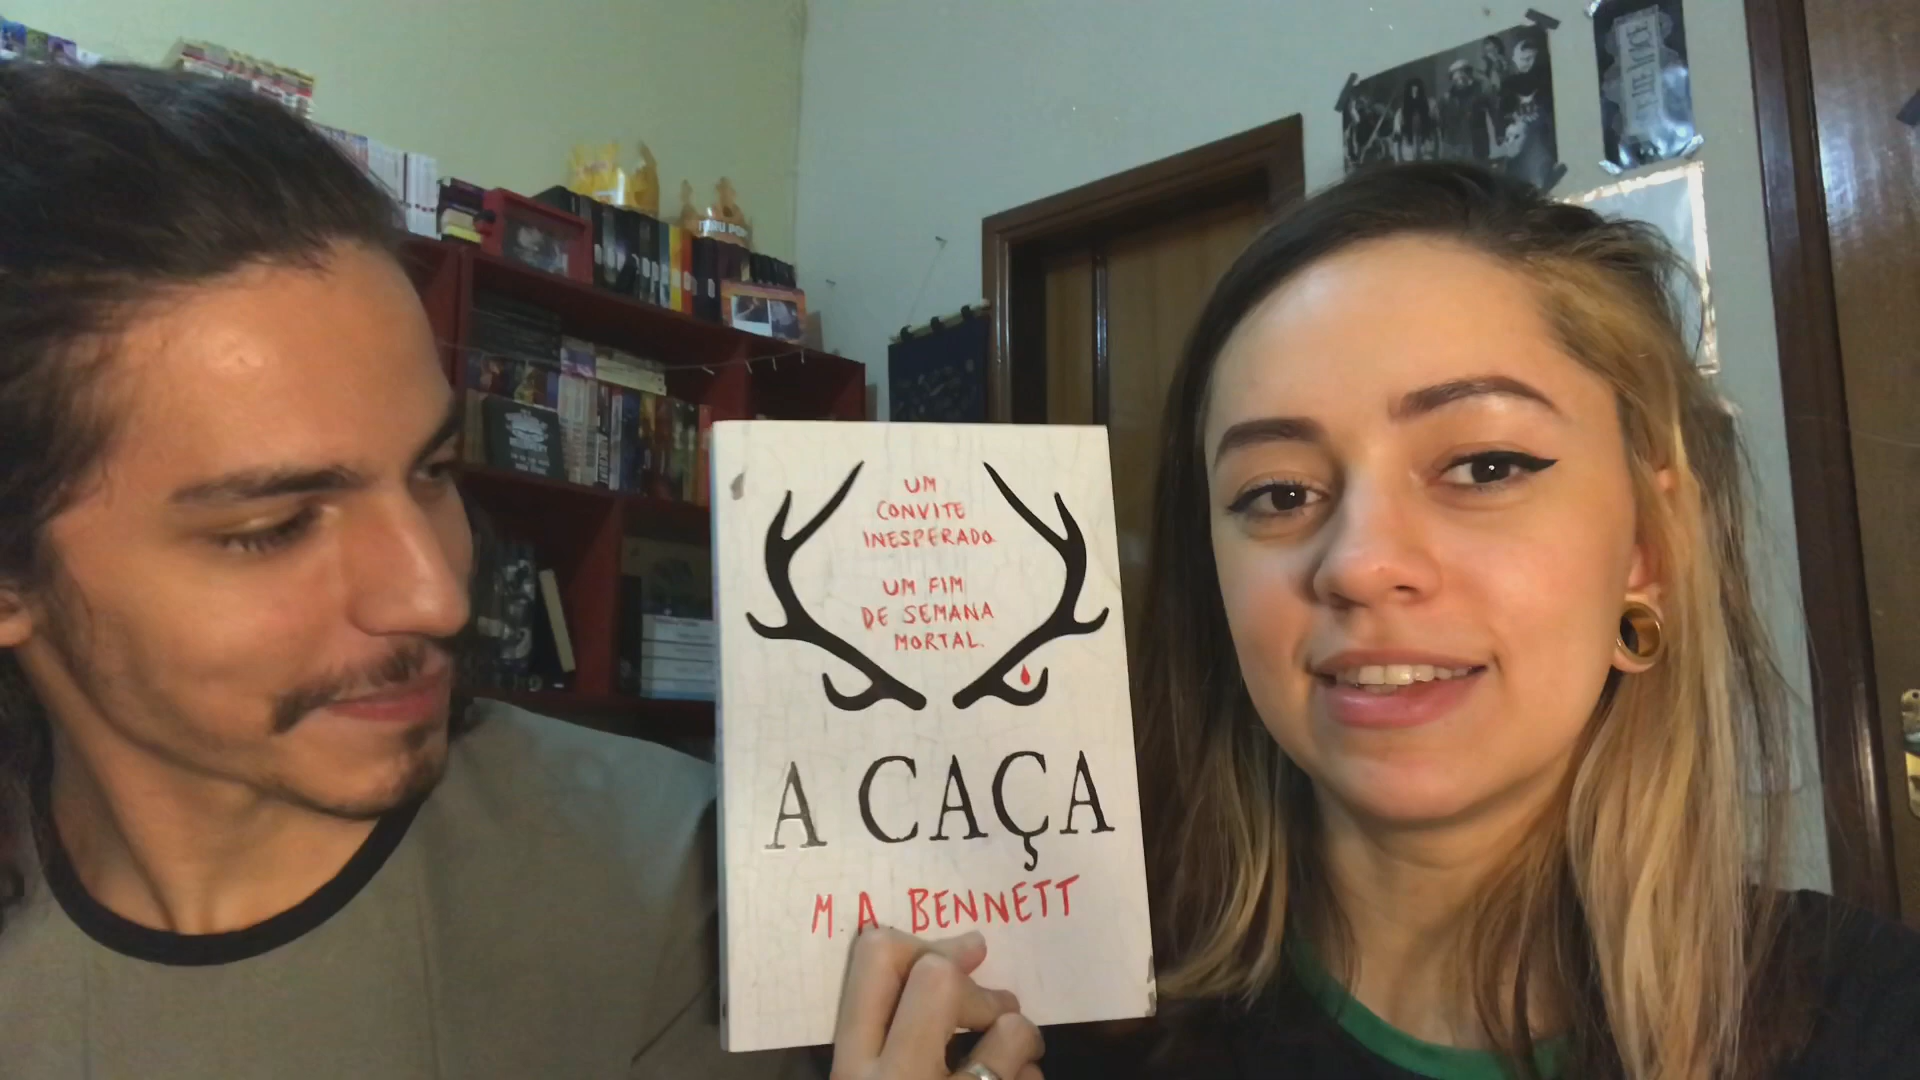 UM
CONVITE
INESPERADO.
UM FIM
DE SEMANA
MORTAL.
A CAÇA
M. A. BENNETT